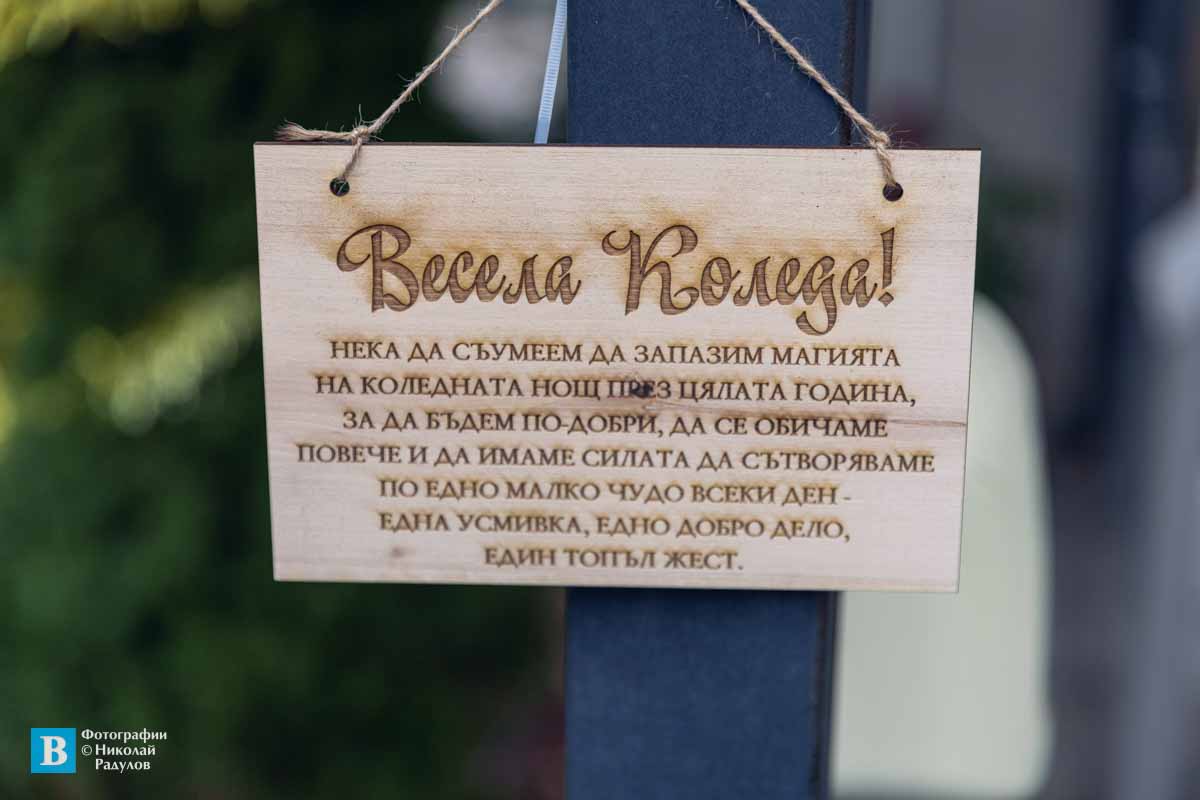 Весела Коледа!
НЕКА ДА СЪУМЕЕМ ДА ЗАПАЗИМ МАГИЯТА
НА КОЛЕДНАТА НОЩ ПРЕЗ ЦЯЛАТА ГОДИНА,
ЗА ДА БЪДЕМ ПО-ДОБРИ, ДА СЕ ОБИЧАМЕ
ПОВЕЧЕ И ДА ИМАМЕ СИЛАТА ДА СЪТВОРЯВАМЕ
ПО ЕДНО МАЛКО ЧУДО ВСЕКИ ДЕН -
ЕДНА УСМИВКА, ЕДНО ДОБРО ДЕЛО,
ЕДИН ТОПЪЛ ЖЕСТ.
В
Фотографии
© Николай
Радулов